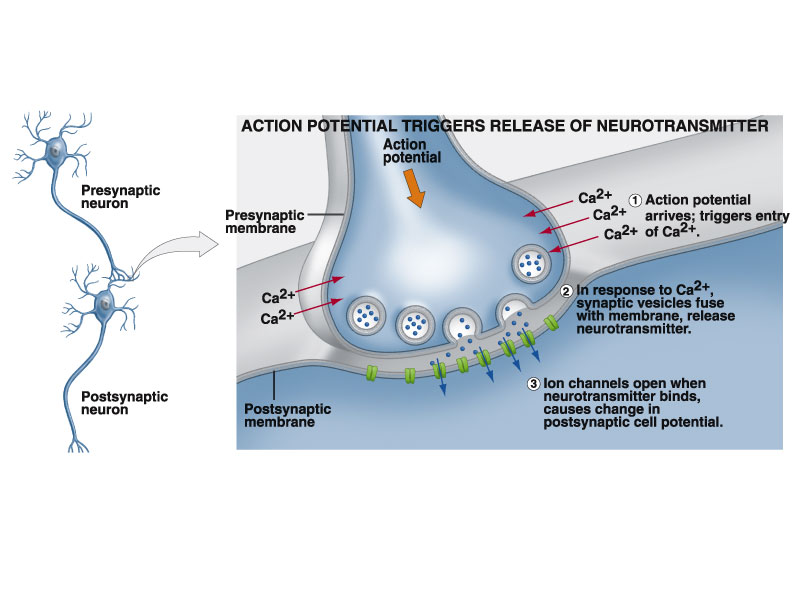 ACTION POTENTIAL TRIGGERS RELEASE OF NEUROTRANSMITTER
Action
potential
Presynaptic
neuron
Presynaptic
membrane
Ca2+
Ca2+
Ca2+
1 Action potential
arrives; triggers entry
of Ca2+.
Ca2+
Ca2+
2 In response to Ca2+,
synaptic vesicles fuse
with membrane, release
neurotransmitter.
3 Ion channels open when
neurotransmitter binds,
causes change in
postsynaptic cell potential.
Postsynaptic
neuron
Postsynaptic
membrane